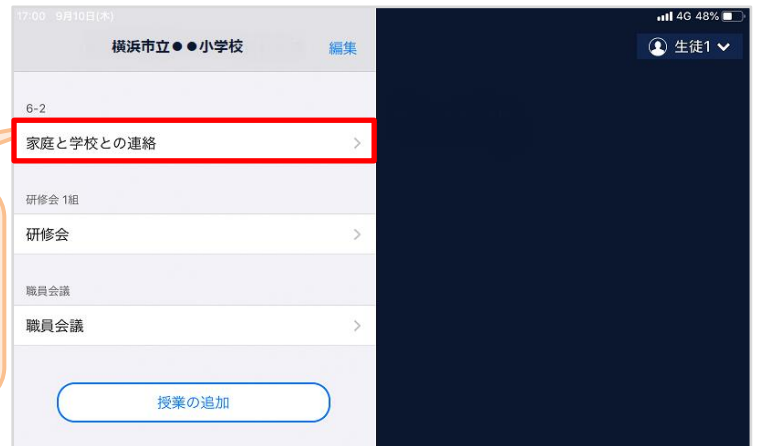 17:00 9月10日(木)
4G 48%
横浜市立●●小学校
編集
生徒1
6-2
家庭と学校との連絡
研修会 1組
研修会
職員会議
職員会議
授業の追加